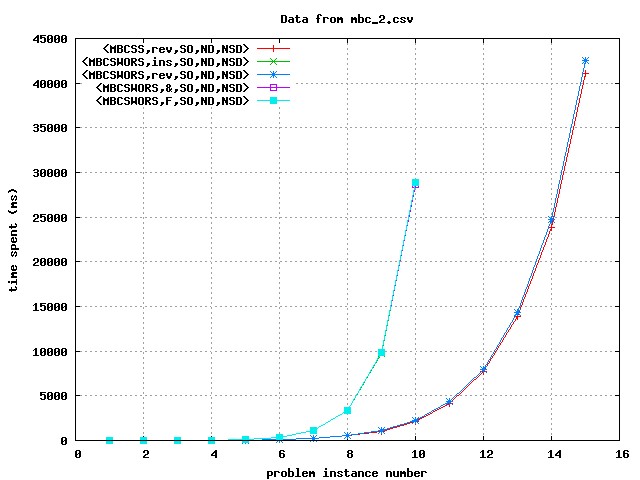 Data from mbc_2.csv
45000
40000
35000
30000
25000
20000
15000
10000
5000
0
time spent (ms)
<MBCSS,rev,SO,ND,NSD>
<MBCSWORS,ins,SO,ND,NSD>
<MBCSWORS,rev,SO,ND,NSD>
<MBCSWORS,&,SO,ND,NSD>
<MBCSWORS,F,SO,ND,NSD>
0 2 4 6 8 10 12 14 16
problem instance number